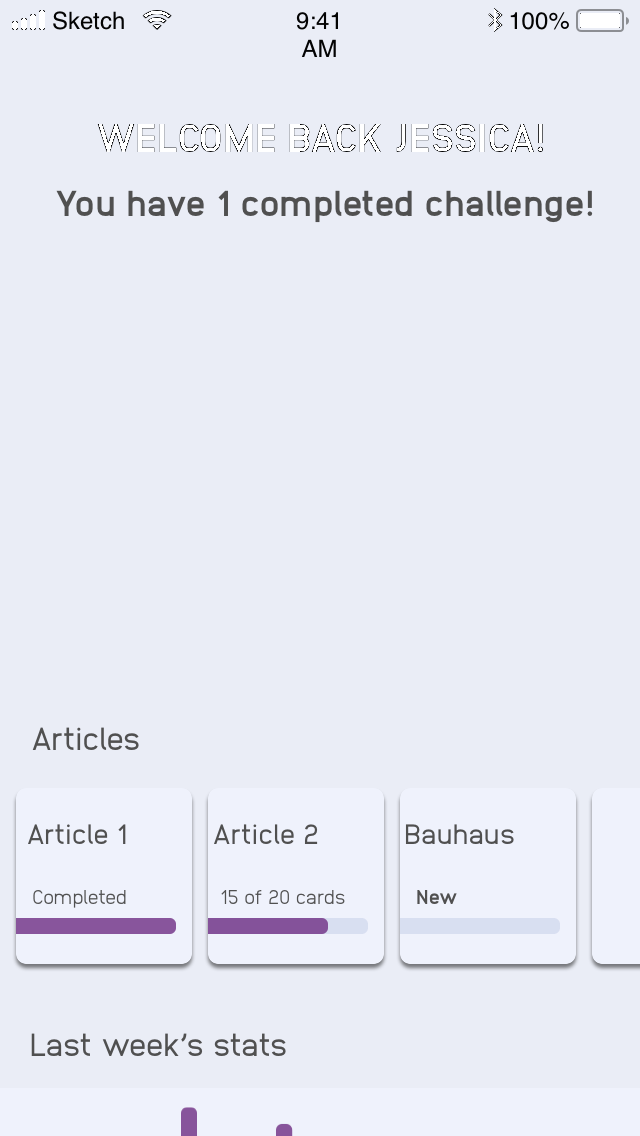 Sketch 9:41 AM 100%
WELCOME BACK JESSICA!
You have 1 completed challenge!
Articles
Article 1 Article 2 Bauhaus
Completed 15 of 20 cards New
Last week's stats